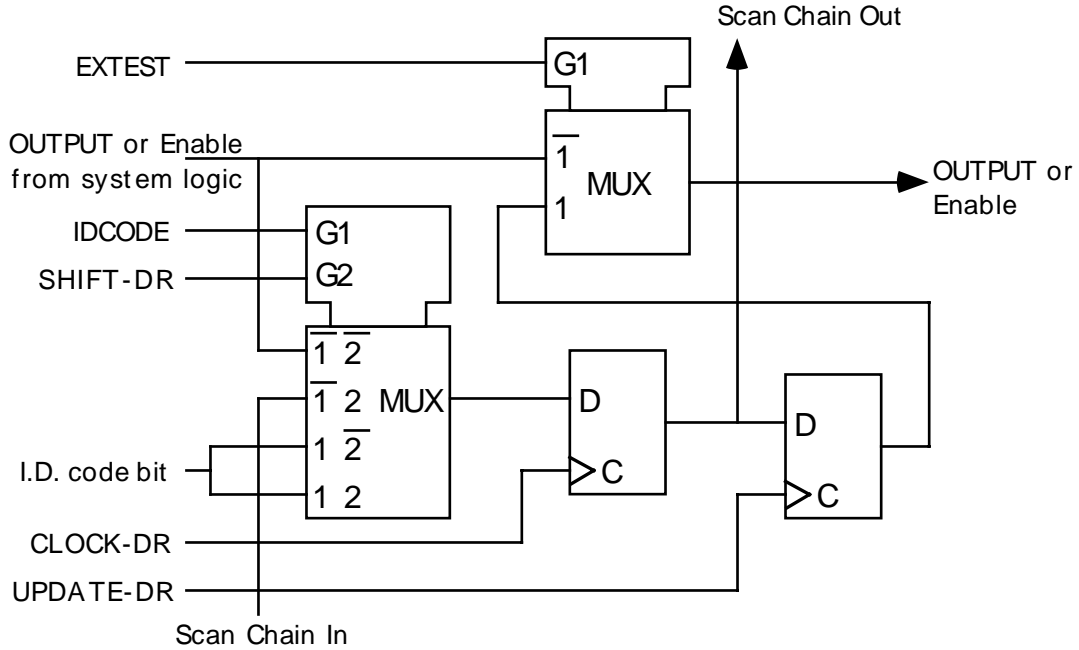 Scan Chain Out
EXTEST
G1
OUTPUT or Enable
from system logic
1̅
MUX
1
OUTPUT or
Enable
IDCODE
G1
SHIFT-DR
G2
1̅ 2̅
1̅ 2
MUX
1 2̅
1 2
D
C
D
C
I.D. code bit
CLOCK-DR
UPDATE-DR
Scan Chain In